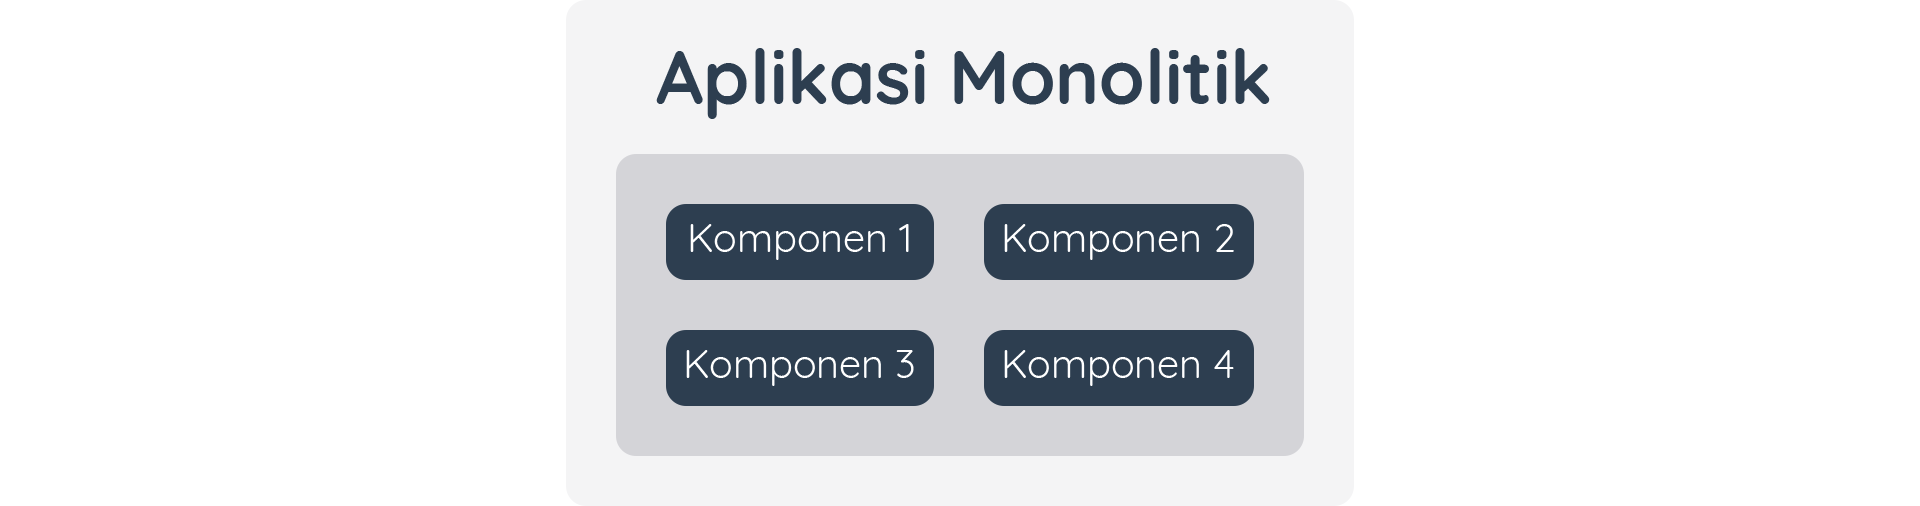 Aplikasi Monolitik
Komponen 1
Komponen 2
Komponen 3
Komponen 4